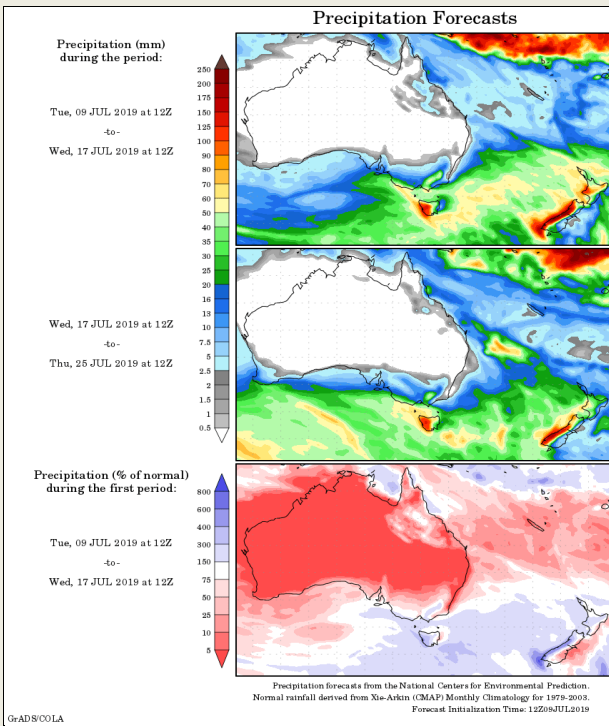 Precipitation Forecasts
Precipitation (mm)
during the period:
Tue, 09 JUL 2019 at 12Z
-to-
Wed, 17 JUL 2019 at 12Z
250
200
175
150
125
100
90
80
70
60
50
40
35
30
25
20
16
13
10
7.5
5
2.5
2
1.5
1
0.5
Wed, 17 JUL 2019 at 12Z
-to-
Thu, 25 JUL 2019 at 12Z
Precipitation (% of normal)
during the first period:
Tue, 09 JUL 2019 at 12Z
-to-
Wed, 17 JUL 2019 at 12Z
800
600
400
300
150
75
50
25
10
5
Precipitation forecasts from the National Centers for Environmental Prediction.
Normal rainfall derived from Xie-Arkin (CMAP) Monthly Climatology for 1979-2003.
Forecast Initialization Time: 12Z09JUL2019
GrADS/COLA